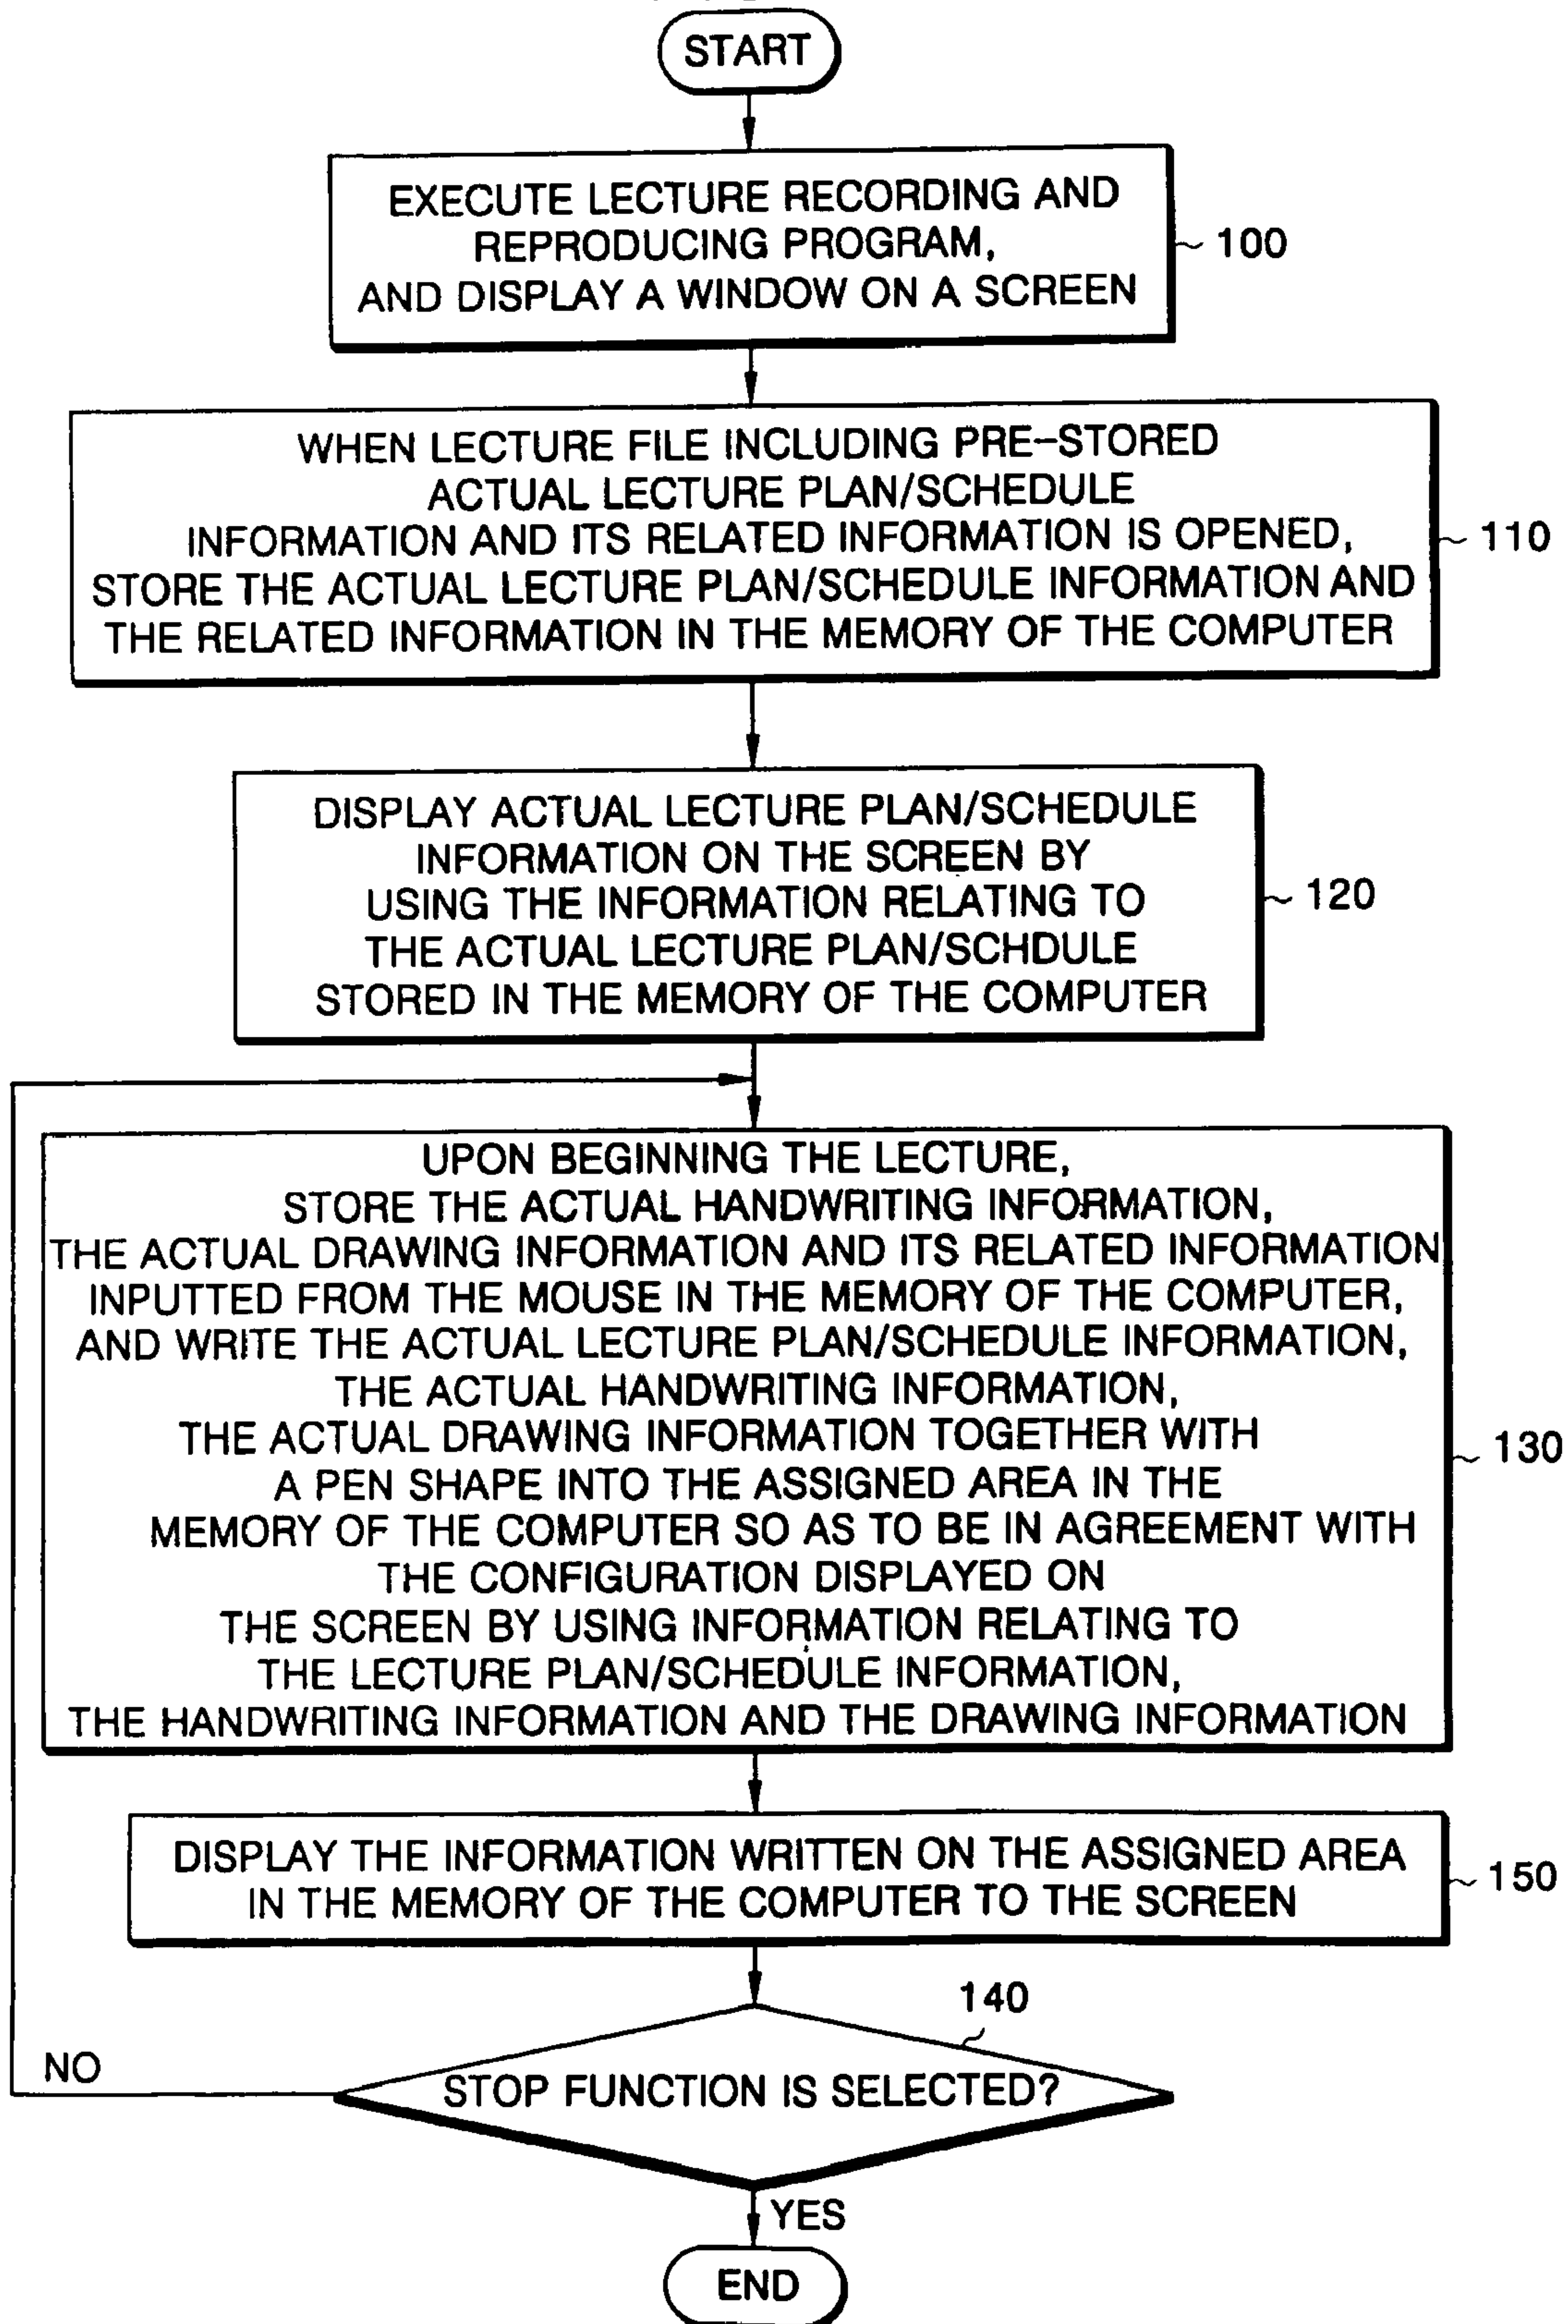 START
EXECUTE LECTURE RECORDING AND
REPRODUCING PROGRAM,
AND DISPLAY A WINDOW ON A SCREEN
100
WHEN LECTURE FILE INCLUDING PRE-STORED
ACTUAL LECTURE PLAN/SCHEDULE
INFORMATION AND ITS RELATED INFORMATION IS OPENED,
STORE THE ACTUAL LECTURE PLAN/SCHEDULE INFORMATION AND
THE RELATED INFORMATION IN THE MEMORY OF THE COMPUTER
110
DISPLAY ACTUAL LECTURE PLAN/SCHEDULE
INFORMATION ON THE SCREEN BY
USING THE INFORMATION RELATING TO
THE ACTUAL LECTURE PLAN/SCHDULE
STORED IN THE MEMORY OF THE COMPUTER
120
UPON BEGINNING THE LECTURE,
STORE THE ACTUAL HANDWRITING INFORMATION,
THE ACTUAL DRAWING INFORMATION AND ITS RELATED INFORMATION
INPUTTED FROM THE MOUSE IN THE MEMORY OF THE COMPUTER,
AND WRITE THE ACTUAL LECTURE PLAN/SCHEDULE INFORMATION,
THE ACTUAL HANDWRITING INFORMATION,
THE ACTUAL DRAWING INFORMATION TOGETHER WITH
A PEN SHAPE INTO THE ASSIGNED AREA IN THE
MEMORY OF THE COMPUTER SO AS TO BE IN AGREEMENT WITH
THE CONFIGURATION DISPLAYED ON
THE SCREEN BY USING INFORMATION RELATING TO
THE LECTURE PLAN/SCHEDULE INFORMATION,
THE HANDWRITING INFORMATION AND THE DRAWING INFORMATION
130
DISPLAY THE INFORMATION WRITTEN ON THE ASSIGNED AREA
IN THE MEMORY OF THE COMPUTER TO THE SCREEN
150
140
STOP FUNCTION IS SELECTED?
NO
YES
END